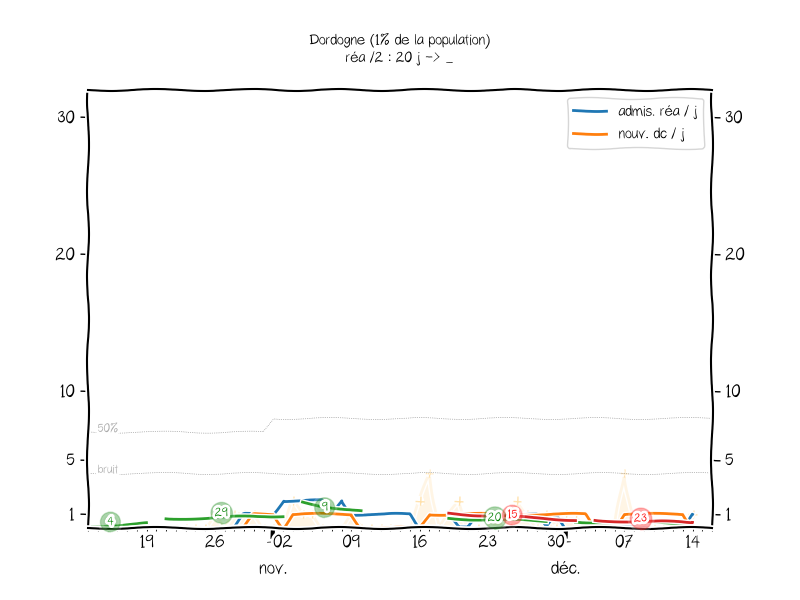 Dordogne (1% de la population)
réa /2 : 20 j -> _
admis. réa / j
nouv. dc / j
30 30
20 20
10 10
50%
5 5
bruit
1 1
4 29 9 20 15 23
19 26 02 09 16 23 30 07 14
nov. déc.